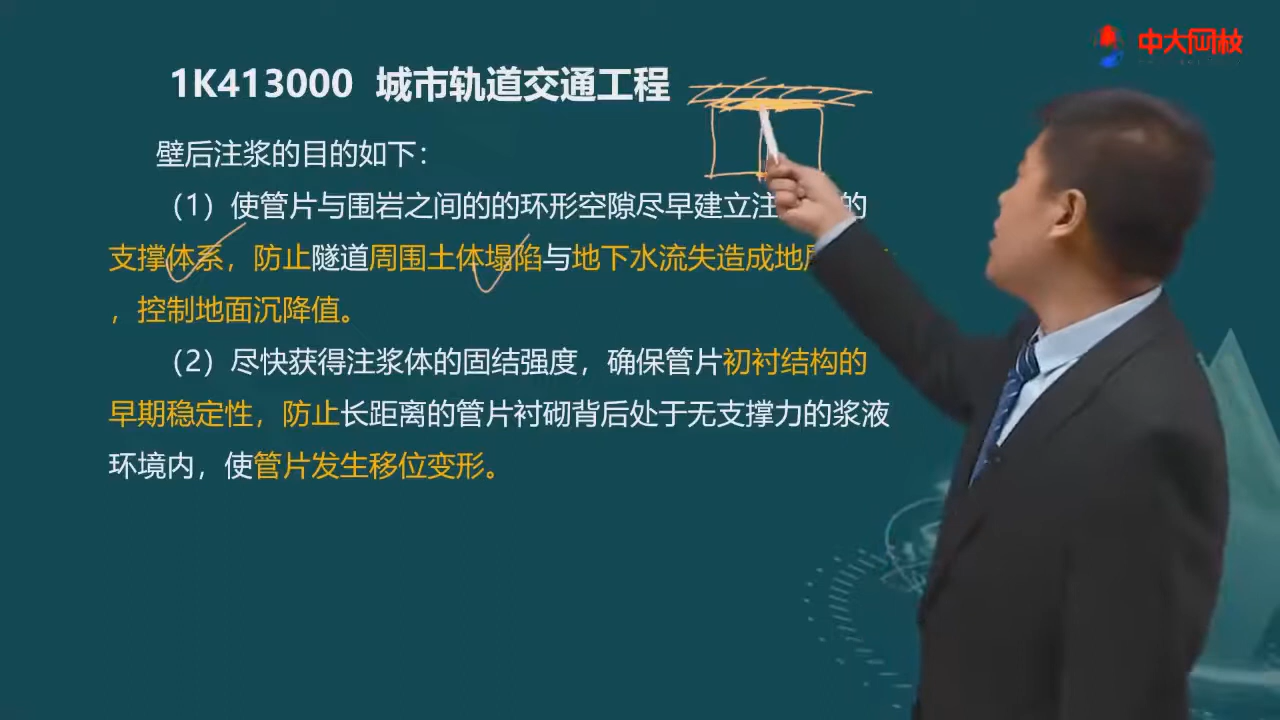 中大网校
1K413000 城市轨道交通工程
壁后注浆的目的如下：
（1）使管片与围岩之间的的环形空隙尽早建立注 的
支撑体系，防止隧道周围土体塌陷与地下水流失造成地
，控制地面沉降值。
（2）尽快获得注浆体的固结强度，确保管片初衬结构的
早期稳定性，防止长距离的管片衬砌背后处于无支撑力的浆液
环境内，使管片发生移位变形。